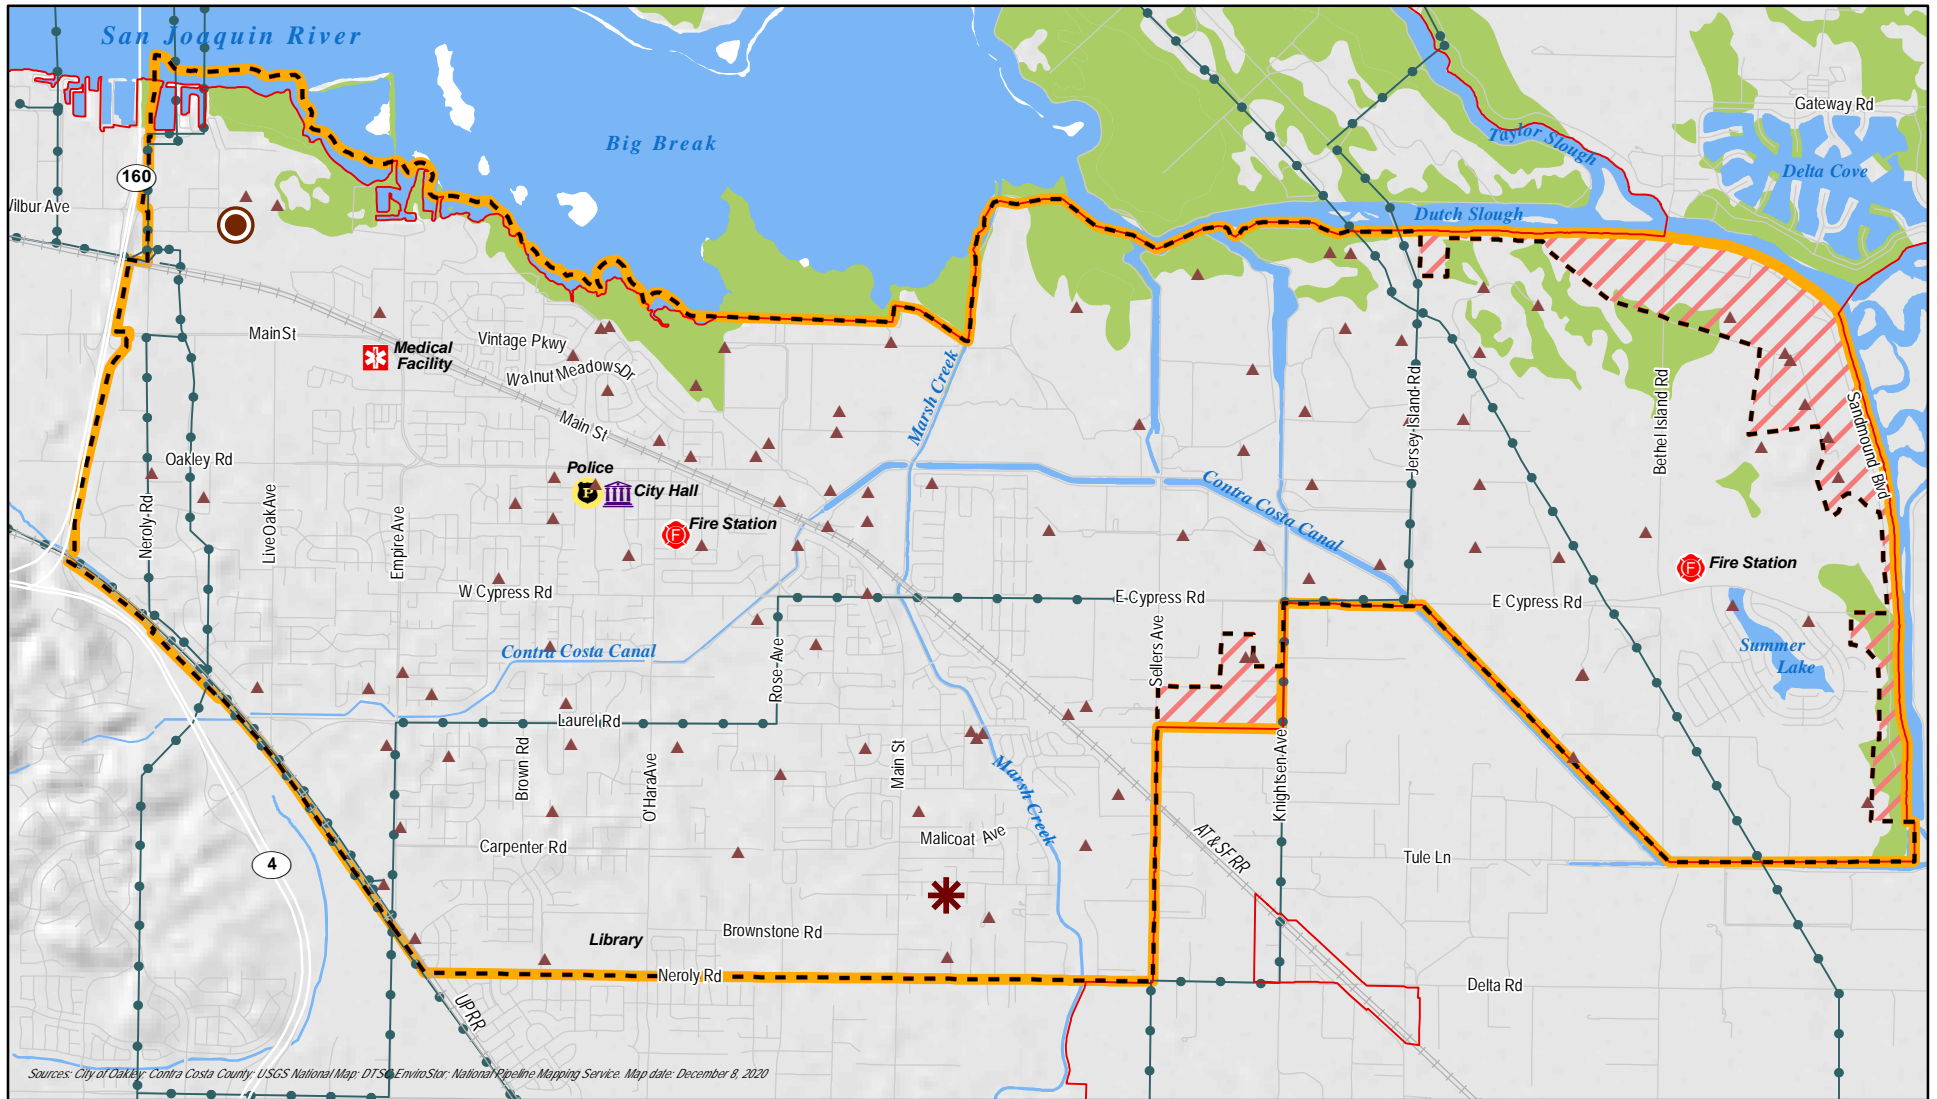 San Joaquin River
Big Break
Gateway Rd
Taylor Slough
Delta Cove
160
Dutch Slough
Main St
Vintage Pkwy
Medical
Facility
Walnut Meadows Dr
Main St
Marsh Creek
Jersey Island Rd
Bethel Island Rd
Sandmound Blvd
Oakley Rd
Police
P
City Hall
Contra Costa Canal
Neroly Rd
Live Oak Ave
Empire Ave
F
Fire Station
F
Fire Station
W Cypress Rd
E Cypress Rd
E Cypress Rd
Contra Costa Canal
Rose Ave
Sellers Ave
Summer
Lake
Laurel Rd
Brown Rd
O'Hara Ave
Main St
Marsh Creek
Knightsen Ave
4
Carpenter Rd
Malicoat Ave
AT & SF RR
Tule Ln
Library
Brownstone Rd
Neroly Rd
Delta Rd
UPRR
Sources: City of Oakley; Contra Costa County; USGS National Map; DTSC EnviroStor; National Pipeline Mapping Service. Map date: December 8, 2020